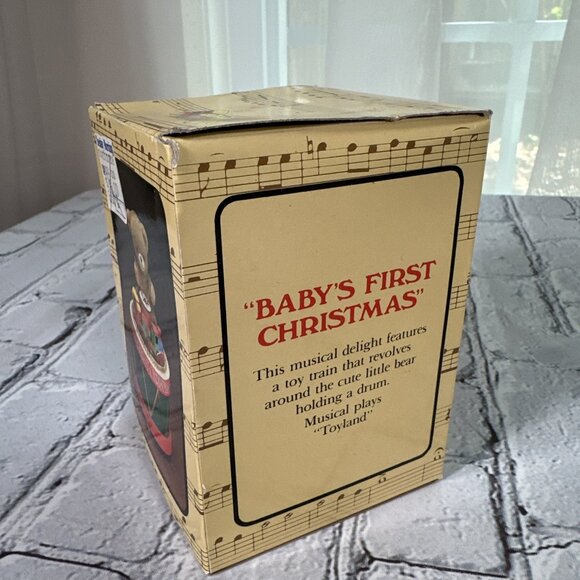 "BABY'S FIRST
CHRISTMAS"
This musical delight features
a toy train that revolves
around the cute little bear
holding a drum.
Musical plays
"Toyland"